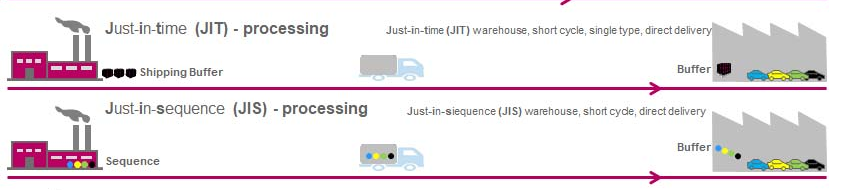 Just-in-time (JIT) - processing
Just-in-time (JIT) warehouse, short cycle, single type, direct delivery
Shipping Buffer
Buffer
Just-in-sequence (JIS) - processing
Just-in-siequence (JIS) warehouse, short cycle, direct delivery
Sequence
Buffer